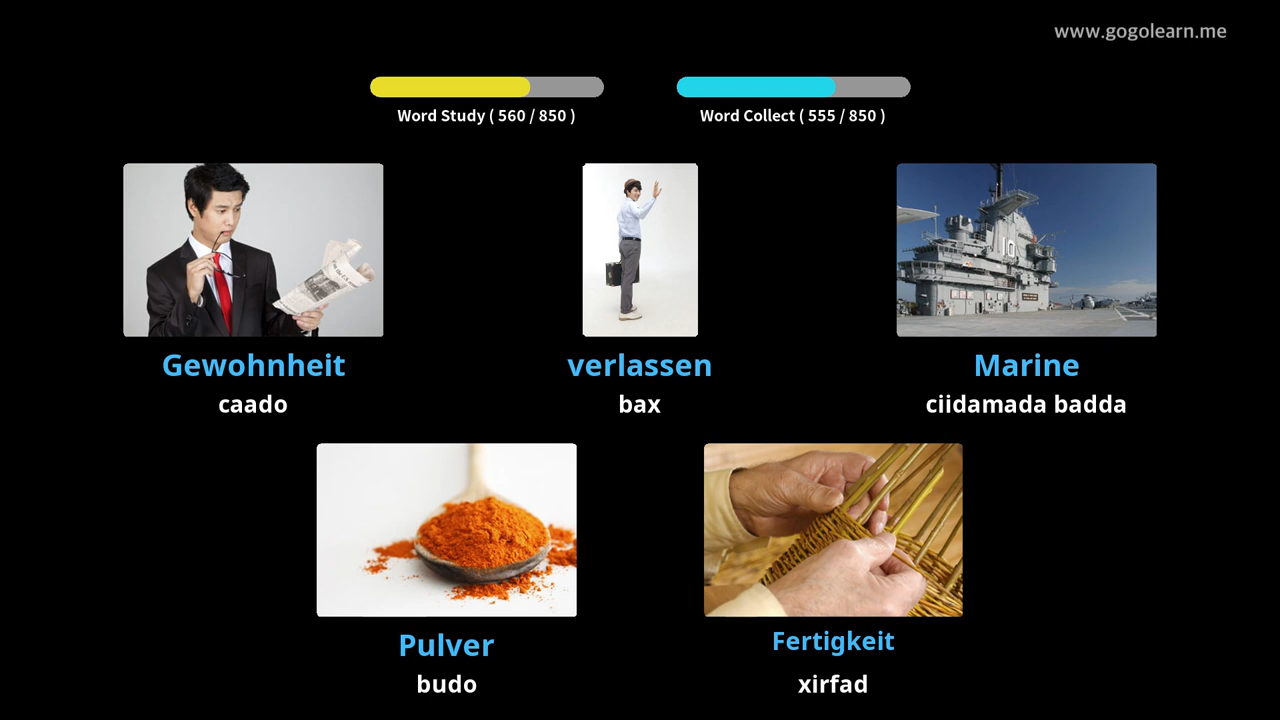 www.gogolearn.me
Word Study ( 560 / 850 )
Word Collect ( 555 / 850 )
16
Gewohnheit
caado
verlassen
bax
Marine
ciidamada badda
Pulver
budo
Fertigkeit
xirfad